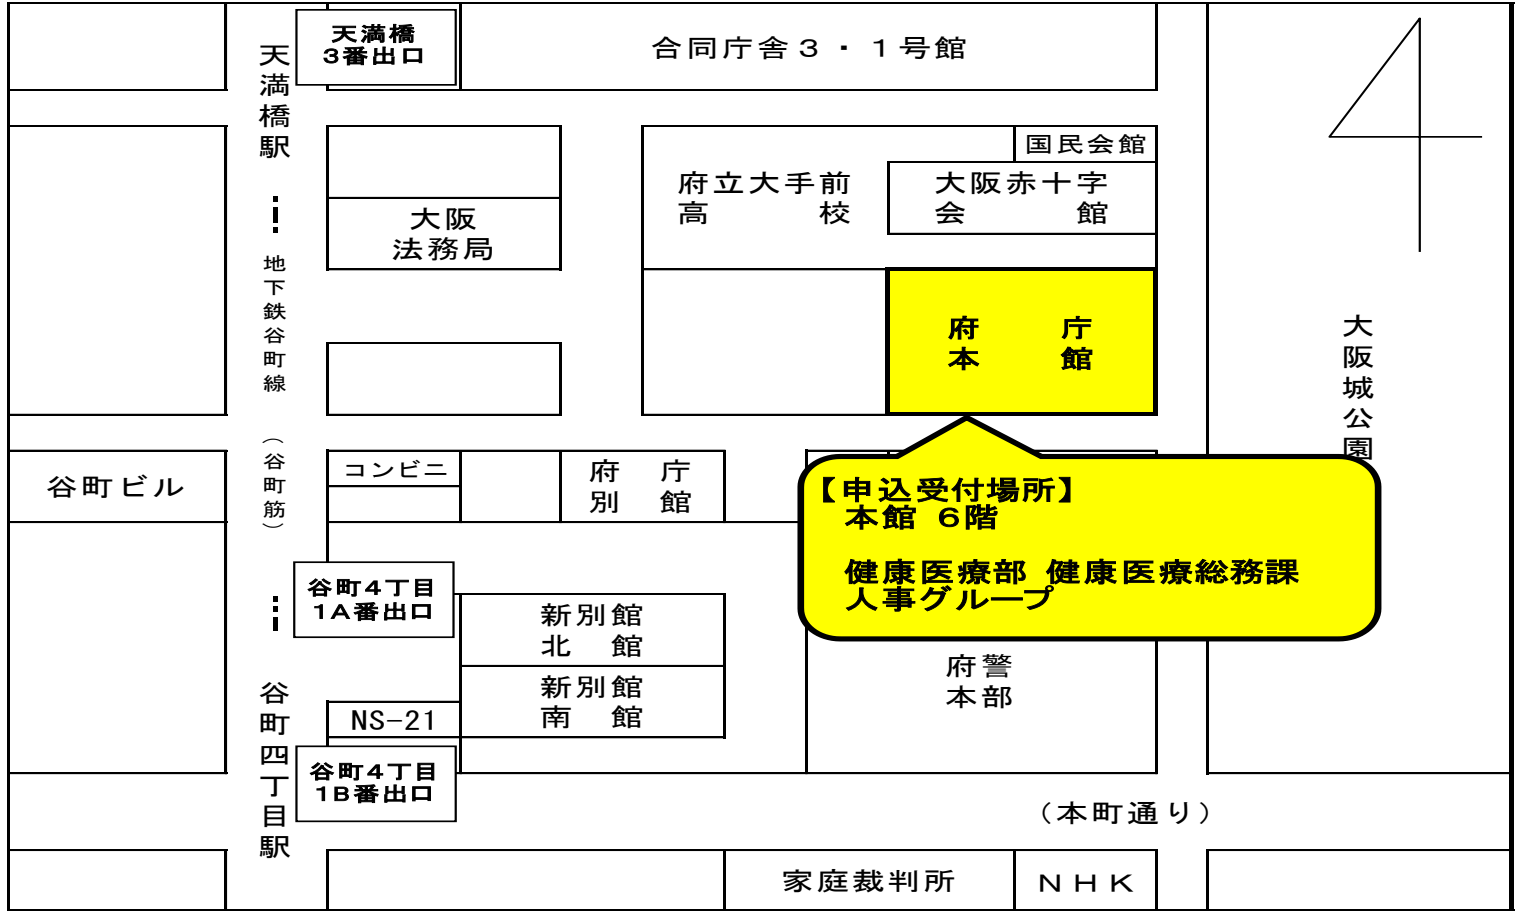 天満橋
3番出口
合同庁舎3・1号館
天満橋駅
国民会館
府立大手前
高　　校
大阪赤十字
会　　館
大阪
法務局
地下鉄谷町線
（谷町筋）
府　庁
本　館
大阪城公園
谷町ビル
コンビニ
府　庁
別　館
【申込受付場所】
本館 6階
健康医療部 健康医療総務課
人事グループ
谷町4丁目
1A番出口
新別館
北　館
新別館
南　館
府警
本部
谷町四丁目駅
NS-21
谷町4丁目
1B番出口
（本町通り）
家庭裁判所
NHK